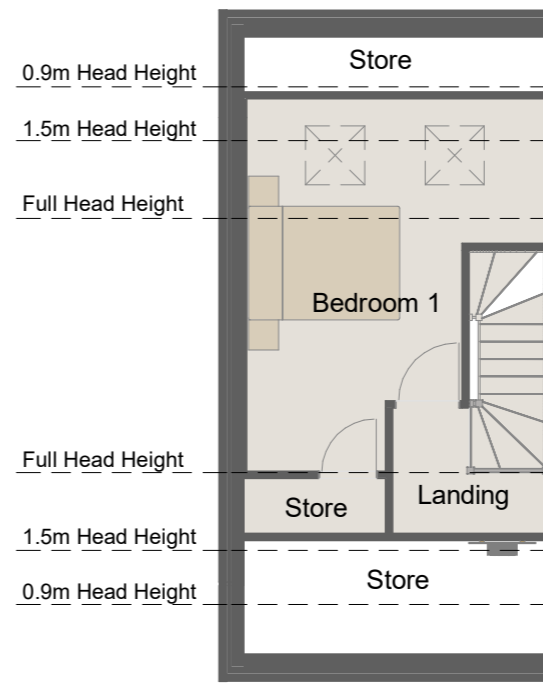 Store
0.9m Head Height
1.5m Head Height
Full Head Height
Bedroom 1
Full Head Height
Landing
Store
1.5m Head Height
Store
0.9m Head Height